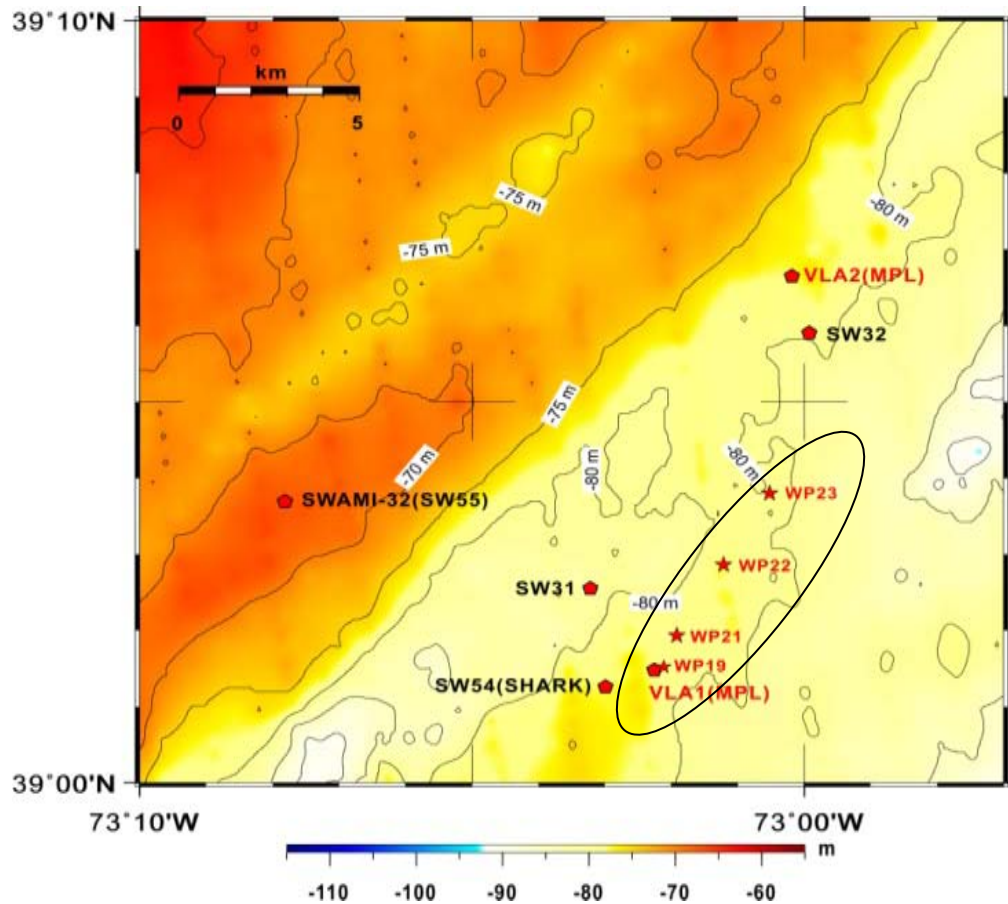 39°10'N
km
0 5
-75 m
-75 m
-80 m
VLA2(MPL)
SW32
-75 m
-70 m
-80 m
-80 m
SWAMI-32(SW55)
WP23
WP22
SW31
-80 m
WP21
WP19
SW54(SHARK)
VLA1(MPL)
39°00'N
73°10'W 73°00'W
m
-110 -100 -90 -80 -70 -60